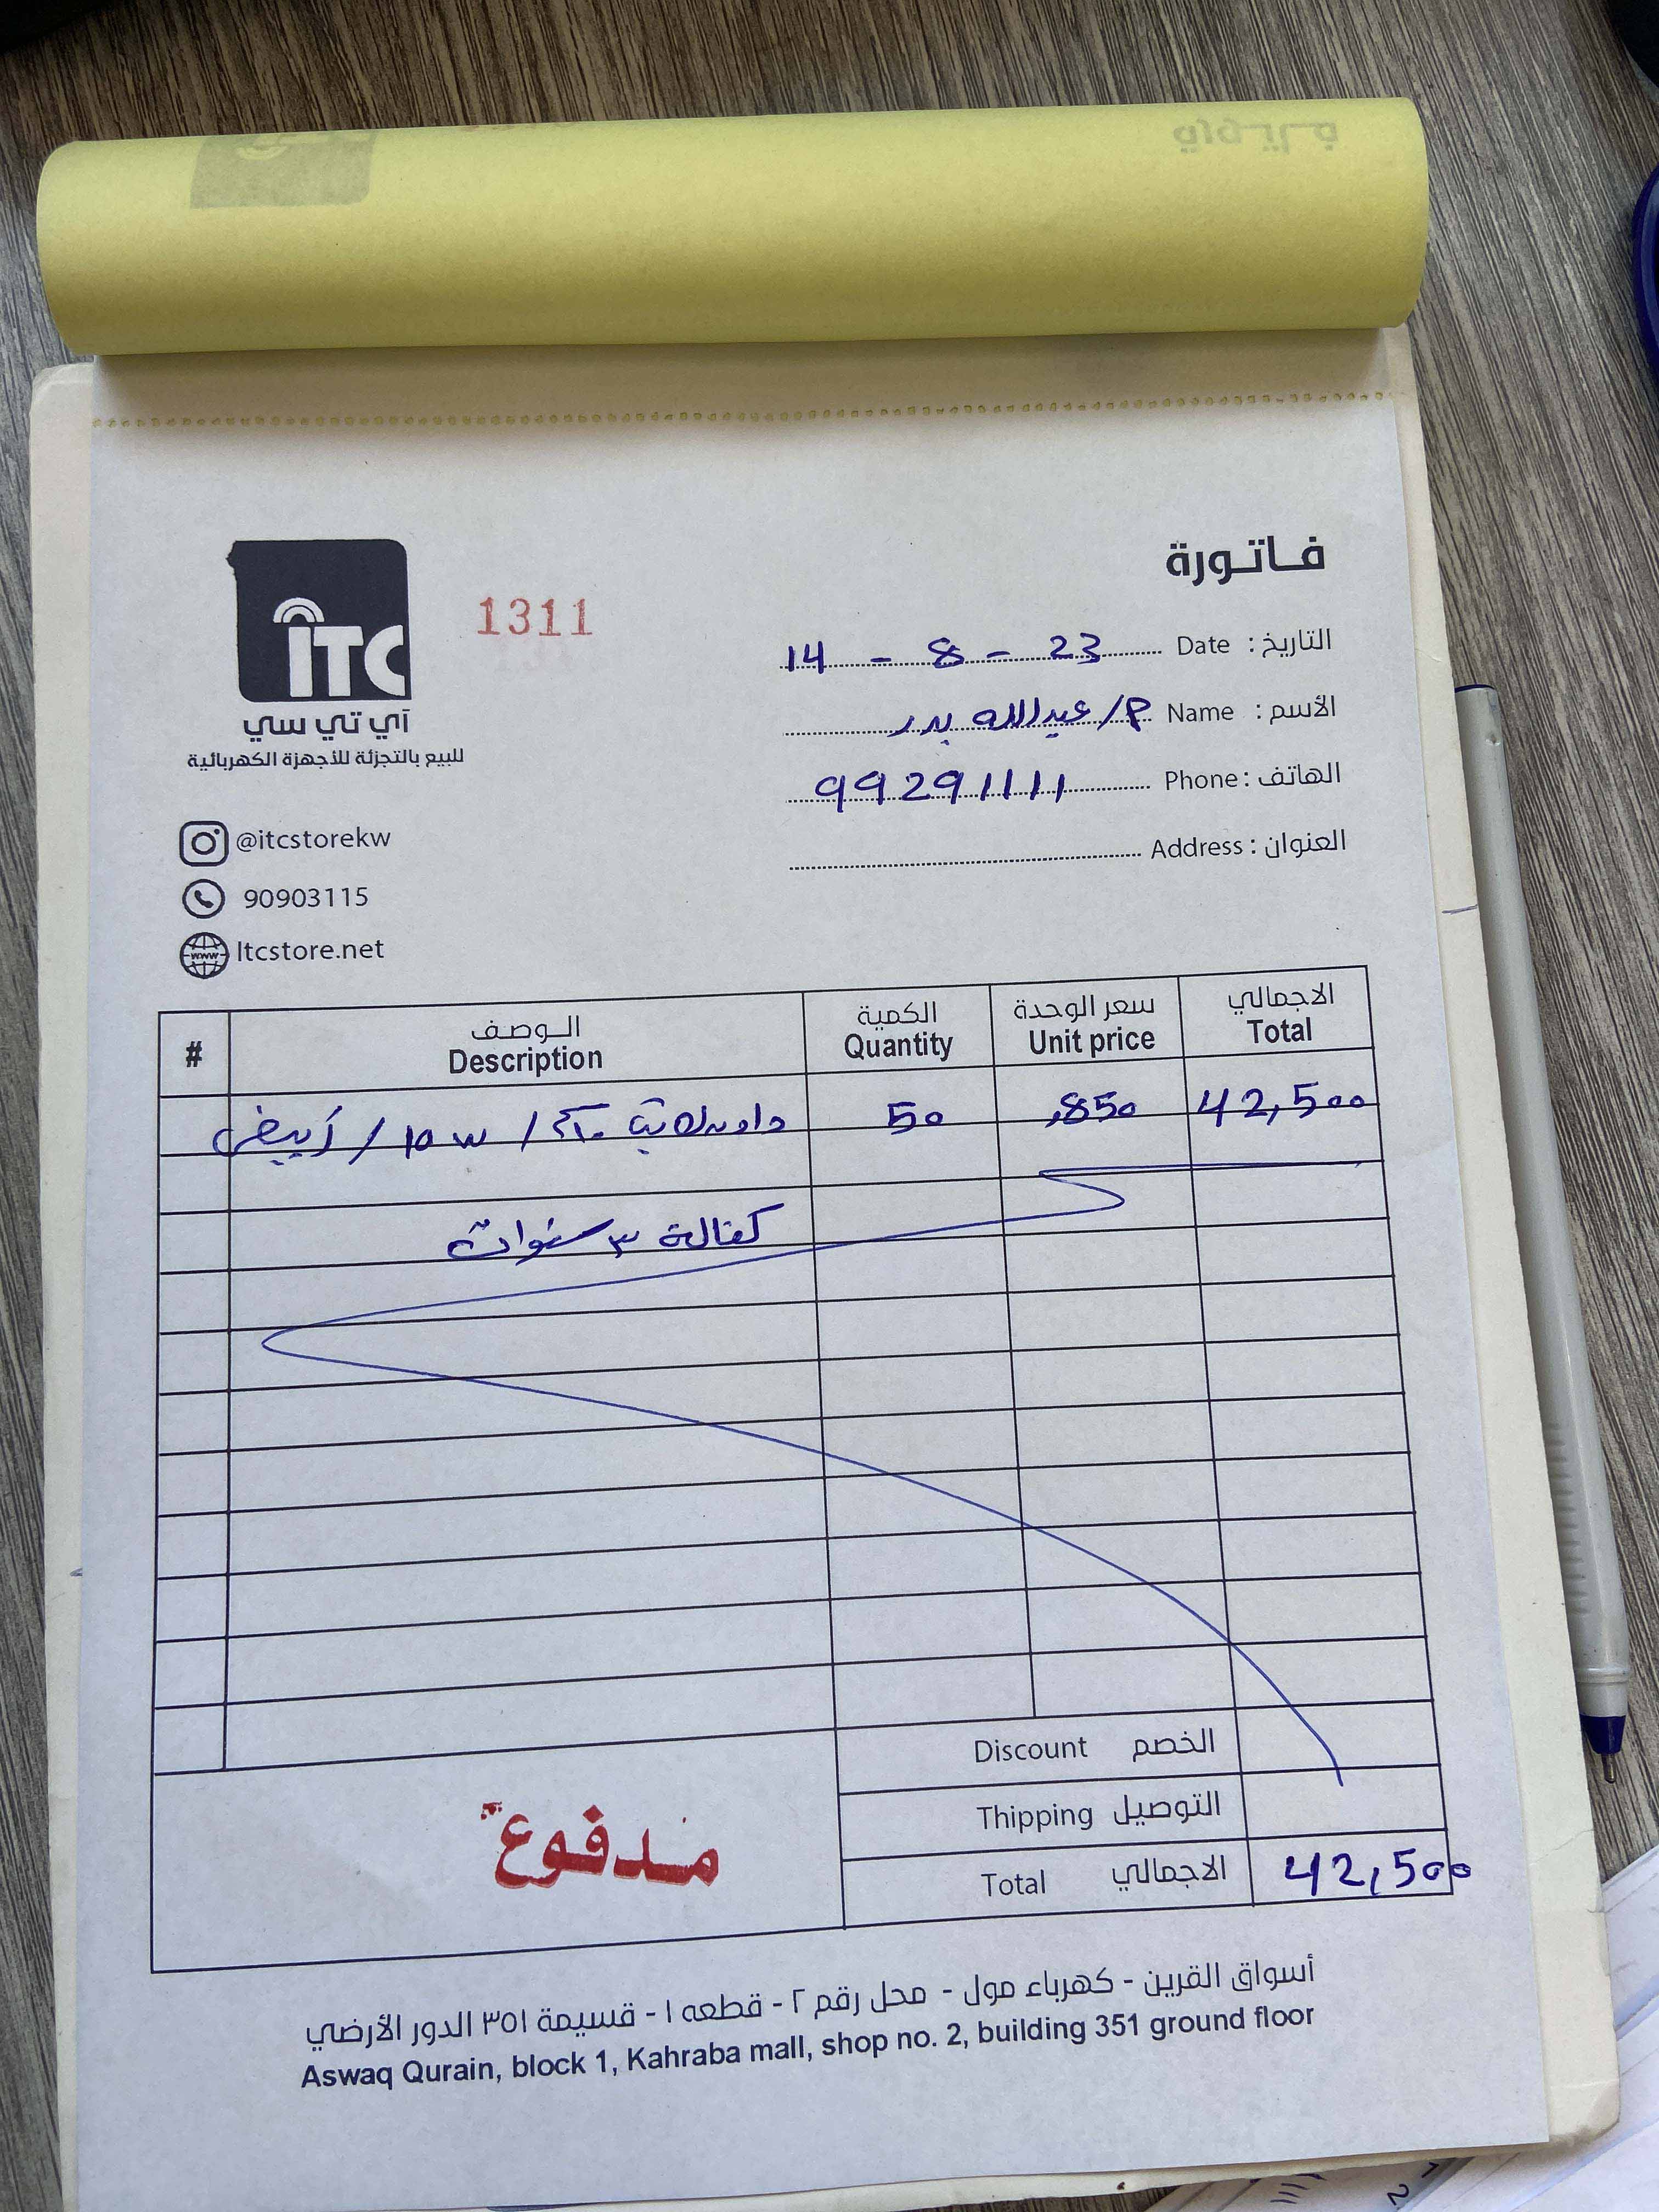 فاتورة
ITC
آي تي سي
للبيع بالتجزئة للأجهزة الكهربائية
1311
التاريخ : Date 14 - 8 - 23
الأسم : Name م/ عبدالله بدر
الهاتف : Phone 99291111
العنوان : Address
@itcstorekw
90903115
Itcstore.net
www
# الوصف الكمية سعر الوحدة الاجمالي
Description Quantity Unit price Total
/ 10 w / أبيض 50 ,850 42,500
كفالة ٣ سنوات
الخصم Discount
التوصيل Thipping
الاجمالي Total 42,500
مدفوع
أسواق القرين - كهرباء مول - محل رقم ٢ - قطعه ١ - قسيمة ٣٥١ الدور الأرضي
Aswaq Qurain, block 1, Kahraba mall, shop no. 2, building 351 ground floor